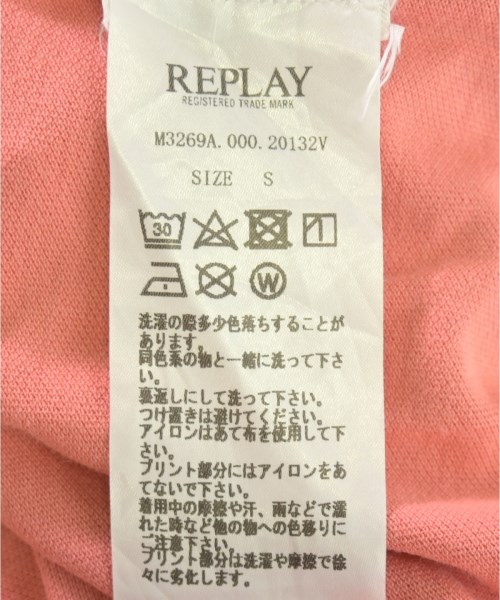 REPLAY
REGISTERED TRADE MARK
M3269A.000.20132V
SIZE S
30
W
洗濯の際多少色落ちすることが
あります。
同色系の物と一緒に洗って下さ
い。
裏返しにして洗って下さい。
つけ置きは避けてください。
アイロンはあて布を使用して下
さい。
プリント部分にはアイロンをあ
てないで下さい。
着用中の摩擦や汗、雨などで濡
れた時など他の物への色移りに
ご注意下さい。
プリント部分は洗濯や摩擦で徐
々に劣化します。